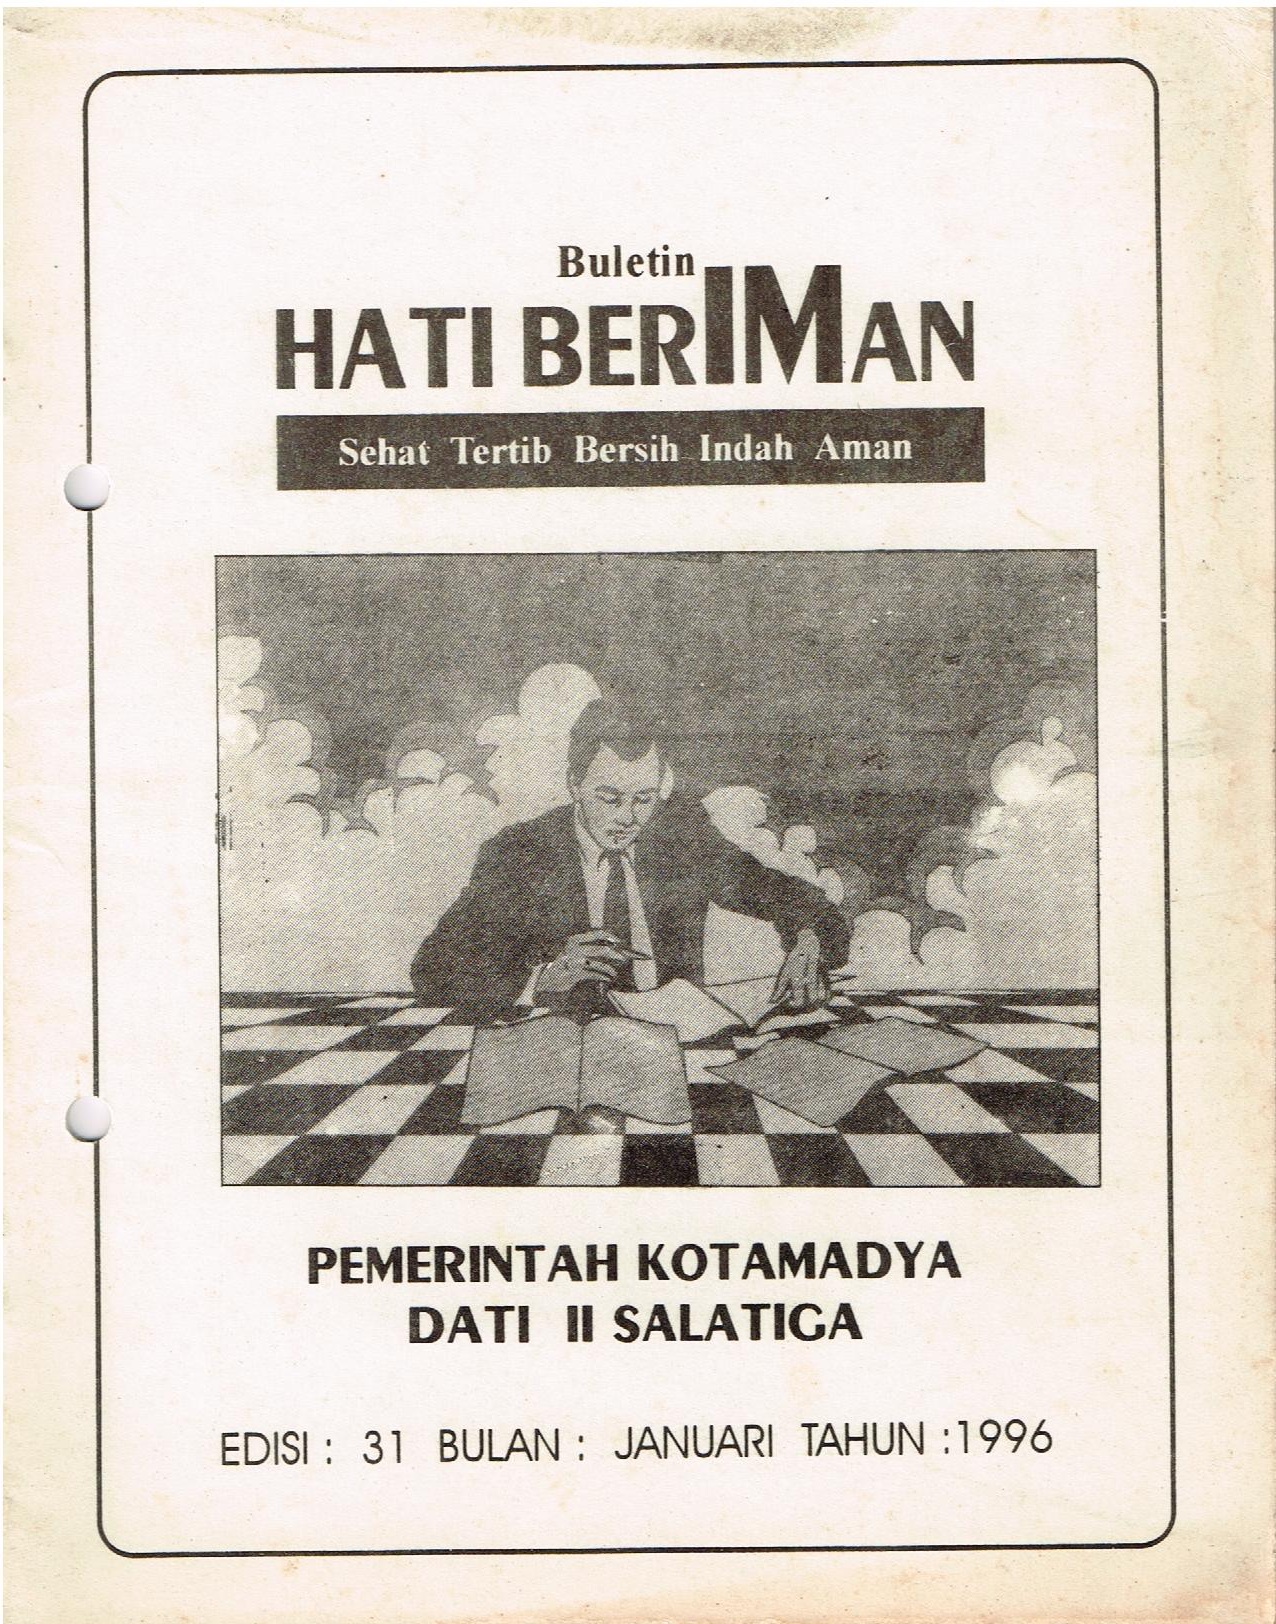 Buletin
HATI BERIMAN
Sehat Tertib Bersih Indah Aman
PEMERINTAH KOTAMADYA
DATI II SALATIGA
EDISI : 31 BULAN : JANUARI TAHUN :1996